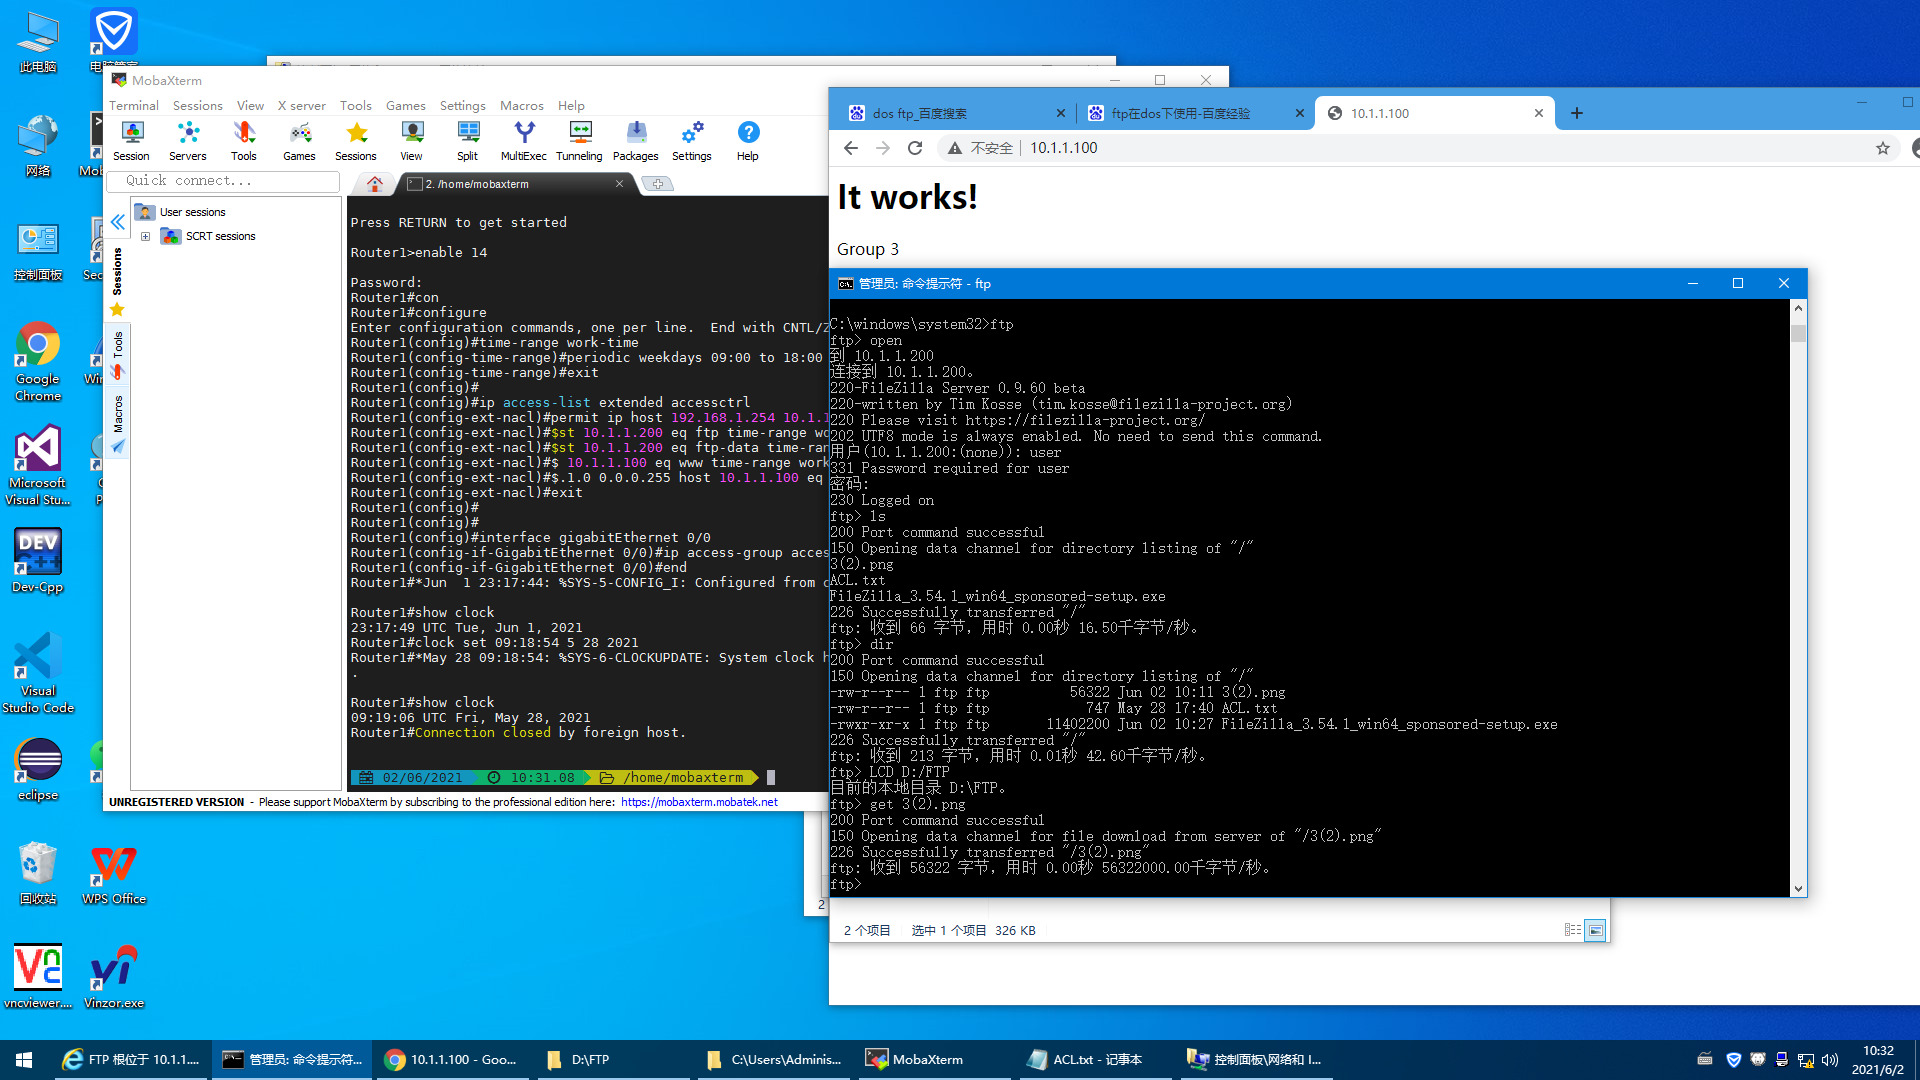 此电脑
网络
控制面板
Google
Chrome
Microsoft
Visual Stu...
DEV
C++
Dev-Cpp
Visual
Studio Code
eclipse
回收站
WPS Office
vncviewer....
Vinzor.exe
MobaXterm
Terminal Sessions View X server Tools Games Settings Macros Help
Session Servers Tools Games Sessions View Split MultiExec Tunneling Packages Settings Help
Quick connect...
2. /home/mobaxterm
User sessions
SCRT sessions
Sessions
Tools
Macros
Press RETURN to get started
Router1>enable 14
Password:
Router1#con
Router1#configure
Enter configuration commands, one per line.  End with CNTL/Z
Router1(config)#time-range work-time
Router1(config-time-range)#periodic weekdays 09:00 to 18:00
Router1(config-time-range)#exit
Router1(config)#
Router1(config)#ip access-list extended accessctrl
Router1(config-ext-nacl)#permit ip host 192.168.1.254 10.1.1
Router1(config-ext-nacl)#$st 10.1.1.200 eq ftp time-range wo
Router1(config-ext-nacl)#$st 10.1.1.200 eq ftp-data time-ran
Router1(config-ext-nacl)#$ 10.1.1.100 eq www time-range work
Router1(config-ext-nacl)#$.1.0 0.0.0.255 host 10.1.1.100 eq
Router1(config-ext-nacl)#exit
Router1(config)#
Router1(config)#
Router1(config)#interface gigabitEthernet 0/0
Router1(config-if-GigabitEthernet 0/0)#ip access-group acces
Router1(config-if-GigabitEthernet 0/0)#end
Router1#*Jun  1 23:17:44: %SYS-5-CONFIG_I: Configured from c
Router1#show clock
23:17:49 UTC Tue, Jun 1, 2021
Router1#clock set 09:18:54 5 28 2021
Router1#*May 28 09:18:54: %SYS-6-CLOCKUPDATE: System clock h
.
Router1#show clock
09:19:06 UTC Fri, May 28, 2021
Router1#Connection closed by foreign host.
02/06/2021 10:31.08 /home/mobaxterm
UNREGISTERED VERSION - Please support MobaXterm by subscribing to the professional edition here: https://mobaxterm.mobatek.net
dos ftp_百度搜索
ftp在dos下使用-百度经验
10.1.1.100
不安全 10.1.1.100
It works!
Group 3
管理员: 命令提示符 - ftp
C:\windows\system32>ftp
ftp> open
到 10.1.1.200
连接到 10.1.1.200。
220-FileZilla Server 0.9.60 beta
220-written by Tim Kosse (tim.kosse@filezilla-project.org)
220 Please visit https://filezilla-project.org/
202 UTF8 mode is always enabled. No need to send this command.
用户(10.1.1.200:(none)): user
331 Password required for user
密码:
230 Logged on
ftp> ls
200 Port command successful
150 Opening data channel for directory listing of "/"
3(2).png
ACL.txt
FileZilla_3.54.1_win64_sponsored-setup.exe
226 Successfully transferred "/"
ftp: 收到 66 字节，用时 0.00秒 16.50千字节/秒。
ftp> dir
200 Port command successful
150 Opening data channel for directory listing of "/"
-rw-r--r-- 1 ftp ftp          56322 Jun 02 10:11 3(2).png
-rw-r--r-- 1 ftp ftp            747 May 28 17:40 ACL.txt
-rwxr-xr-x 1 ftp ftp       11402200 Jun 02 10:27 FileZilla_3.54.1_win64_sponsored-setup.exe
226 Successfully transferred "/"
ftp: 收到 213 字节，用时 0.01秒 42.60千字节/秒。
ftp> LCD D:/FTP
目前的本地目录 D:\FTP。
ftp> get 3(2).png
200 Port command successful
150 Opening data channel for file download from server of "/3(2).png"
226 Successfully transferred "/3(2).png"
ftp: 收到 56322 字节，用时 0.00秒 56322000.00千字节/秒。
ftp>
2
2 个项目 选中 1 个项目 326 KB
FTP 根位于 10.1.1....
管理员: 命令提示符...
10.1.1.100 - Goo...
D:\FTP
C:\Users\Adminis...
MobaXterm
ACL.txt - 记事本
控制面板\网络和 I...
10:32
2021/6/2